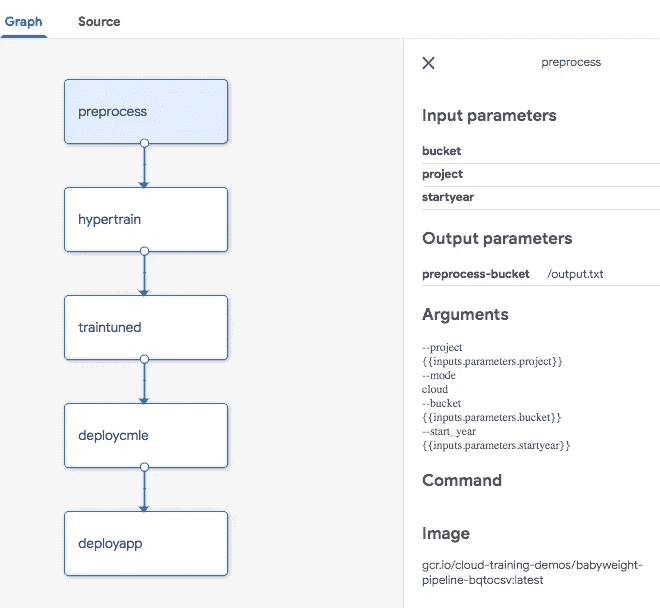 Graph Source
preprocess
hypertrain
traintuned
deploycmle
deployapp
preprocess
Input parameters
bucket
project
startyear
Output parameters
preprocess-bucket /output.txt
Arguments
--project
{{inputs.parameters.project}}
--mode
cloud
--bucket
{{inputs.parameters.bucket}}
--start_year
{{inputs.parameters.startyear}}
Command
Image
gcr.io/cloud-training-demos/babyweight-
pipeline-bqtocsv:latest